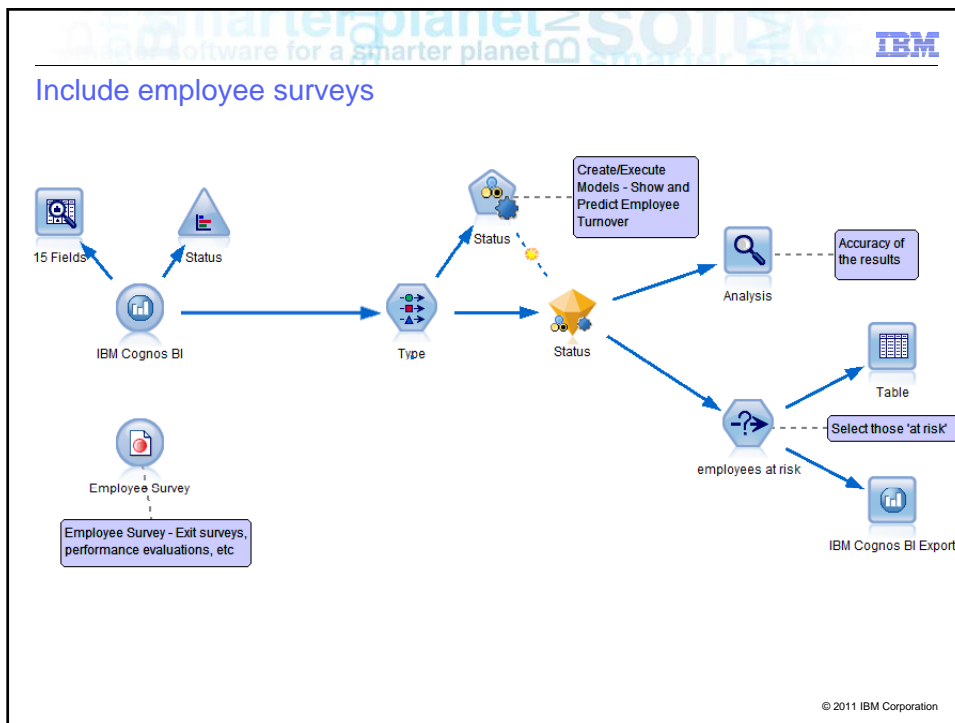 smarter software for a smarter planet
IBM
Include employee surveys
Create/Execute
Models - Show and
Predict Employee
Turnover
15 Fields
Status
Status
Accuracy of
the results
Analysis
IBM Cognos BI
Type
Status
Table
Select those 'at risk'
employees at risk
Employee Survey
Employee Survey - Exit surveys,
performance evaluations, etc
IBM Cognos BI Export
© 2011 IBM Corporation